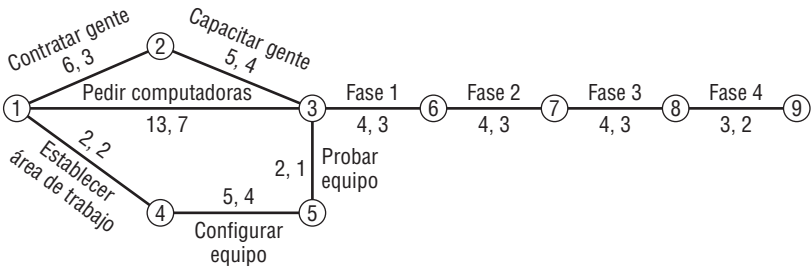 Contratar gente
6, 3
2
Capacitar gente
5, 4
1
Pedir computadoras
13, 7
3
Fase 1
4, 3
6
Fase 2
4, 3
7
Fase 3
4, 3
8
Fase 4
3, 2
9
2, 2
Establecer
área de trabajo
4
5, 4
Configurar
equipo
5
2, 1
Probar
equipo